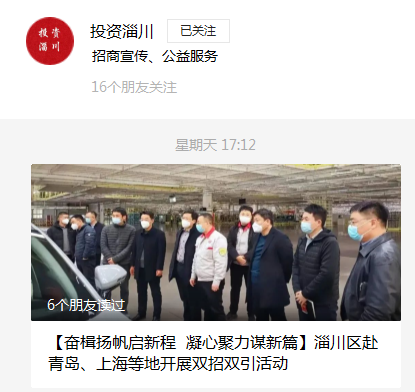 投资
淄川
投资淄川
已关注
招商宣传、公益服务
16个朋友关注
星期天 17:12
6个朋友读过
【奋楫扬帆启新程 凝心聚力谋新篇】淄川区赴
青岛、上海等地开展双招双引活动